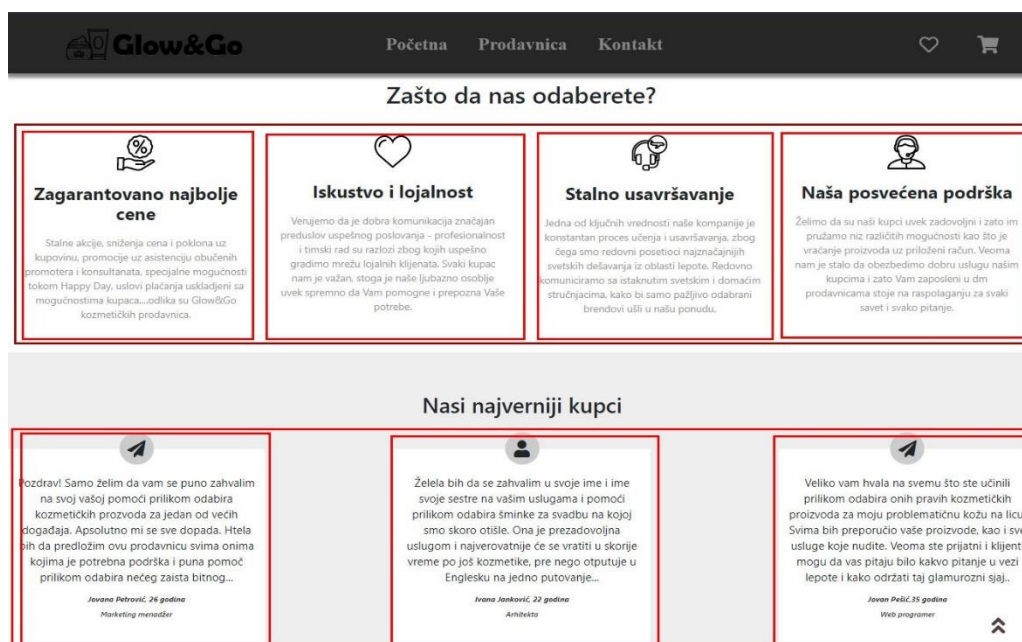 Glow&Go
Početna Prodavnica Kontakt
Zašto da nas odaberete?
Zagarantovano najbolje
cene
Stalne akcije, sniženja cena i poklona uz
kupovinu, promocije uz asistenciju obučenih
promotera i konsultanata, specijalne mogućnosti
tokom Happy Day, uslovi plaćanja uskladjeni sa
mogućnostima kupaca....odlika su Glow&Go
kozmetičkih prodavnica.
Iskustvo i lojalnost
Verujemo da je dobra komunikacija značajan
preduslov uspešnog poslovanja - profesionalnost
i timski rad su razlozi zbog kojih uspešno
gradimo mrežu lojalnih klijenata. Svaki kupac
nam je važan, stoga je naše ljubazno osoblje
uvek spremno da Vam pomogne i prepozna Vaše
potrebe.
Stalno usavršavanje
Jedna od ključnih vrednosti naše kompanije je
konstantan proces učenja i usavršavanja, zbog
čega smo redovni posetioci najznačajnijih
svetskih dešavanja iz oblasti lepote. Redovno
komuniciramo sa istaknutim svetskim i domaćim
stručnjacima, kako bi samo pažljivo odabrani
brendovi ušli u našu ponudu.
Naša posvećena podrška
Želimo da su naši kupci uvek zadovoljni i zato im
pružamo niz različitih mogućnosti kao što je
vraćanje proizvoda uz priloženi račun. Veoma
nam je stalo da obezbedimo dobru uslugu našim
kupcima i zato Vam zaposleni u dm
prodavnicama stoje na raspolaganju za svaki
savet i svako pitanje.
Nasi najverniji kupci
Pozdrav! Samo želim da vam se puno zahvalim
na svoj vašoj pomoći prilikom odabira
kozmetičkih przvoda za jedan od većih
događaja. Apsolutno mi se sve dopada. Htela
bih da predložim ovu prodavnicu svima onima
kojima je potrebna podrška i puna pomoć
prilikom odabira nečeg zaista bitnog...
Jovana Petrović, 26 godina
Marketing menadžer
Želela bih da se zahvalim u svoje ime i ime
svoje sestre na vašim uslugama i pomoći
prilikom odabira šminke za svadbu na kojoj
smo skoro otišle. Ona je prezadovoljna
uslugom i najverovatnije će se vratiti u skorije
vreme po još kozmetike, pre nego otputuje u
Englesku na jedno putovanje...
Ivana Janković, 22 godine
Arhitekta
Veliko vam hvala na svemu što ste učinili
prilikom odabira onih pravih kozmetičkih
proizvoda za moju problematičnu kožu na licu
Svima bih preporučio vaše proizvode, kao i sve
usluge koje nudite. Veoma ste prijatni i klijent
mogu da vas pitaju bilo kakvo pitanje u vezi
lepote i kako održati taj glamurozni sjaj..
Jovan Pešić,35 godina
Web programer